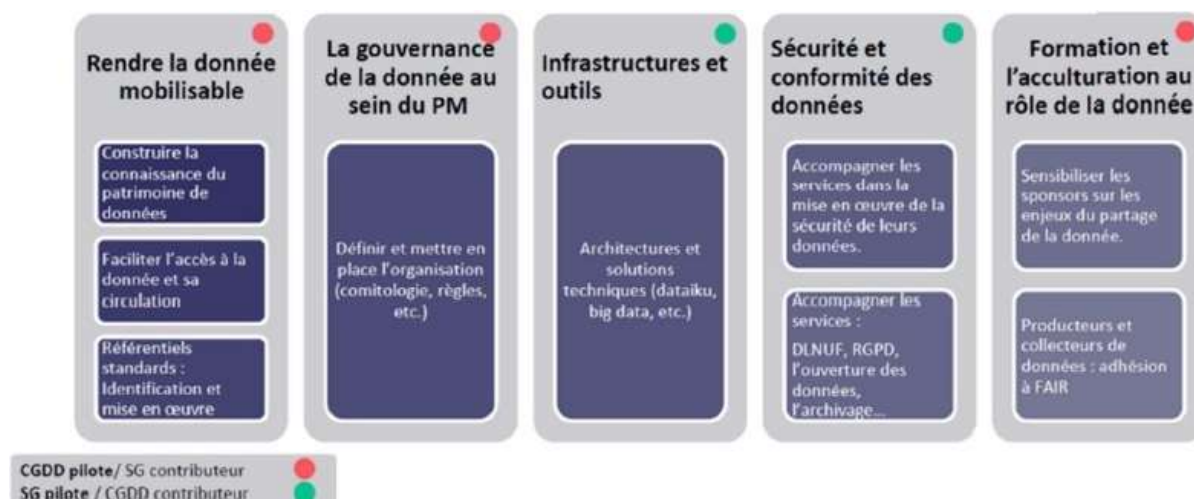 Rendre la donnée
mobilisable
Construire la
connaissance du
patrimoine de
données
Faciliter l'accès à la
donnée et sa
circulation
Référentiels
standards :
Identification et
mise en œuvre
La gouvernance
de la donnée au
sein du PM
Définir et mettre en
place l'organisation
(comitologie, règles,
etc.)
Infrastructures et
outils
Architectures et
solutions
techniques (dataiku,
big data, etc.)
Sécurité et
conformité des
données
Accompagner les
services dans la
mise en œuvre de la
sécurité de leurs
données.
Accompagner les
services :
DLNUF, RGPD,
l'ouverture des
données,
l'archivage...
Formation et
l'acculturation au
rôle de la donnée
Sensibiliser les
sponsors sur les
enjeux du partage
de la donnée.
Producteurs et
collecteurs de
données : adhésion
à FAIR
CGDD pilote/ SG contributeur
SG pilote / CGDD contributeur